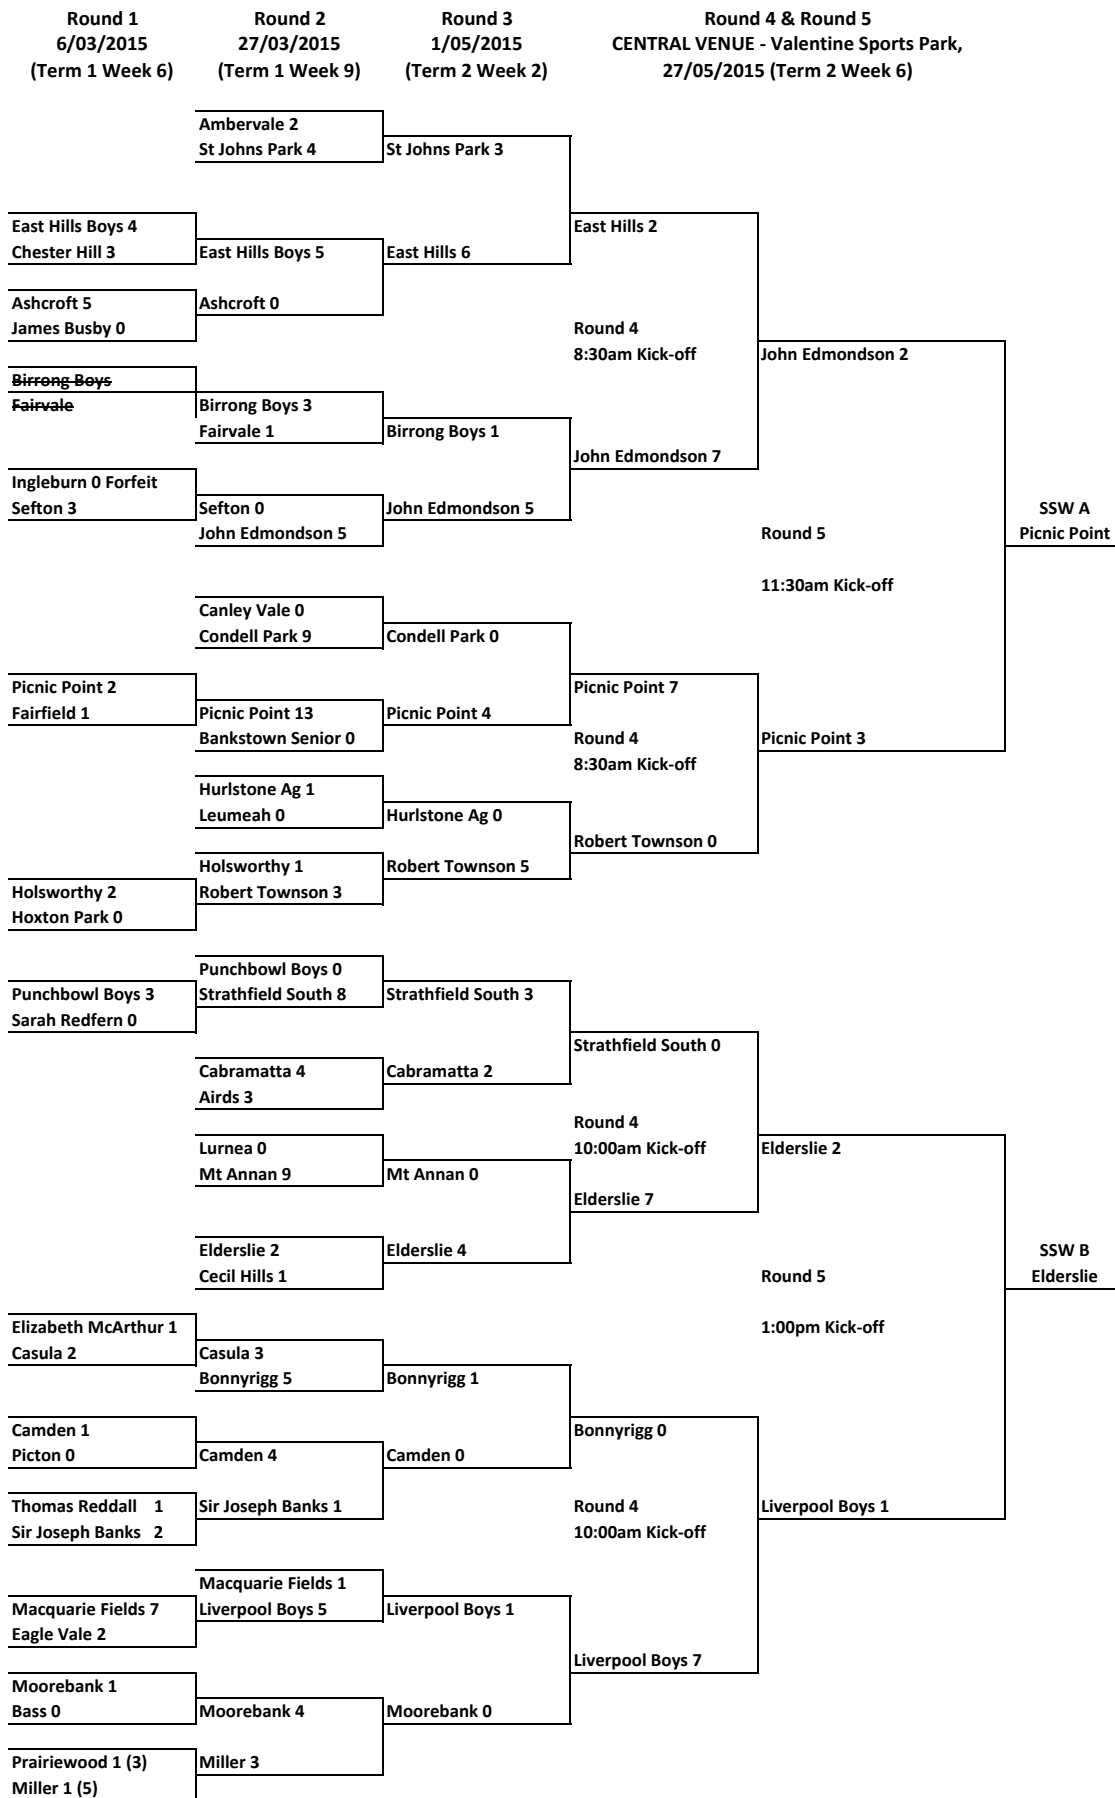 Round 1
6/03/2015
(Term 1 Week 6)
Round 2
27/03/2015
(Term 1 Week 9)
Round 3
1/05/2015
(Term 2 Week 2)
Round 4 & Round 5
CENTRAL VENUE - Valentine Sports Park,
27/05/2015 (Term 2 Week 6)
East Hills Boys 4
Chester Hill 3
Ashcroft 5
James Busby 0
Birrong Boys
Fairvale
Ingleburn 0 Forfeit
Sefton 3
Picnic Point 2
Fairfield 1
Holsworthy 2
Hoxton Park 0
Punchbowl Boys 3
Sarah Redfern 0
Elizabeth McArthur 1
Casula 2
Camden 1
Picton 0
Thomas Reddall 1
Sir Joseph Banks 2
Macquarie Fields 7
Eagle Vale 2
Moorebank 1
Bass 0
Prairiewood 1 (3)
Miller 1 (5)
Ambervale 2
St Johns Park 4
East Hills Boys 5
Ashcroft 0
Birrong Boys 3
Fairvale 1
Sefton 0
John Edmondson 5
Canley Vale 0
Condell Park 9
Picnic Point 13
Bankstown Senior 0
Hurlstone Ag 1
Leumeah 0
Holsworthy 1
Robert Townson 3
Punchbowl Boys 0
Strathfield South 8
Cabramatta 4
Airds 3
Lurnea 0
Mt Annan 9
Elderslie 2
Cecil Hills 1
Casula 3
Bonnyrigg 5
Camden 4
Sir Joseph Banks 1
Macquarie Fields 1
Liverpool Boys 5
Moorebank 4
Miller 3
St Johns Park 3
East Hills 6
Birrong Boys 1
John Edmondson 5
Condell Park 0
Picnic Point 4
Hurlstone Ag 0
Robert Townson 5
Strathfield South 3
Cabramatta 2
Mt Annan 0
Elderslie 4
Bonnyrigg 1
Camden 0
Liverpool Boys 1
Moorebank 0
East Hills 2
Round 4
8:30am Kick-off
John Edmondson 7
Picnic Point 7
Round 4
8:30am Kick-off
Robert Townson 0
Strathfield South 0
Round 4
10:00am Kick-off
Elderslie 7
Bonnyrigg 0
Round 4
10:00am Kick-off
Liverpool Boys 7
John Edmondson 2
Round 5
11:30am Kick-off
Picnic Point 3
Elderslie 2
Round 5
1:00pm Kick-off
Liverpool Boys 1
SSW A
Picnic Point
SSW B
Elderslie